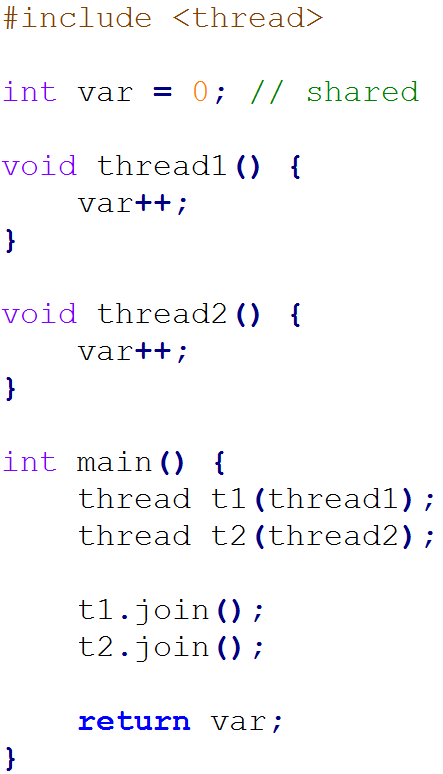 #include <thread>
int var = 0; // shared
void thread1() {
    var++;
}
void thread2() {
    var++;
}
int main() {
    thread t1(thread1);
    thread t2(thread2);
    t1.join();
    t2.join();
    return var;
}